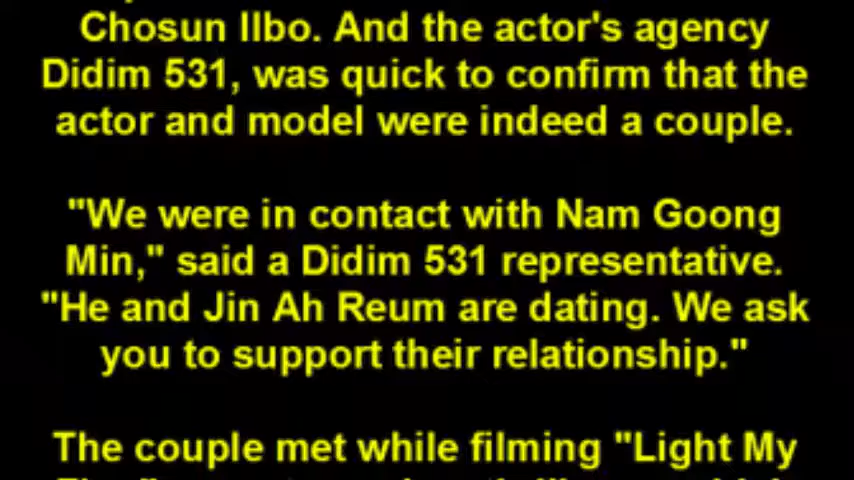 Chosun Ilbo. And the actor's agency
Didim 531, was quick to confirm that the
actor and model were indeed a couple.
"We were in contact with Nam Goong
Min," said a Didim 531 representative.
"He and Jin Ah Reum are dating. We ask
you to support their relationship."
The couple met while filming "Light My